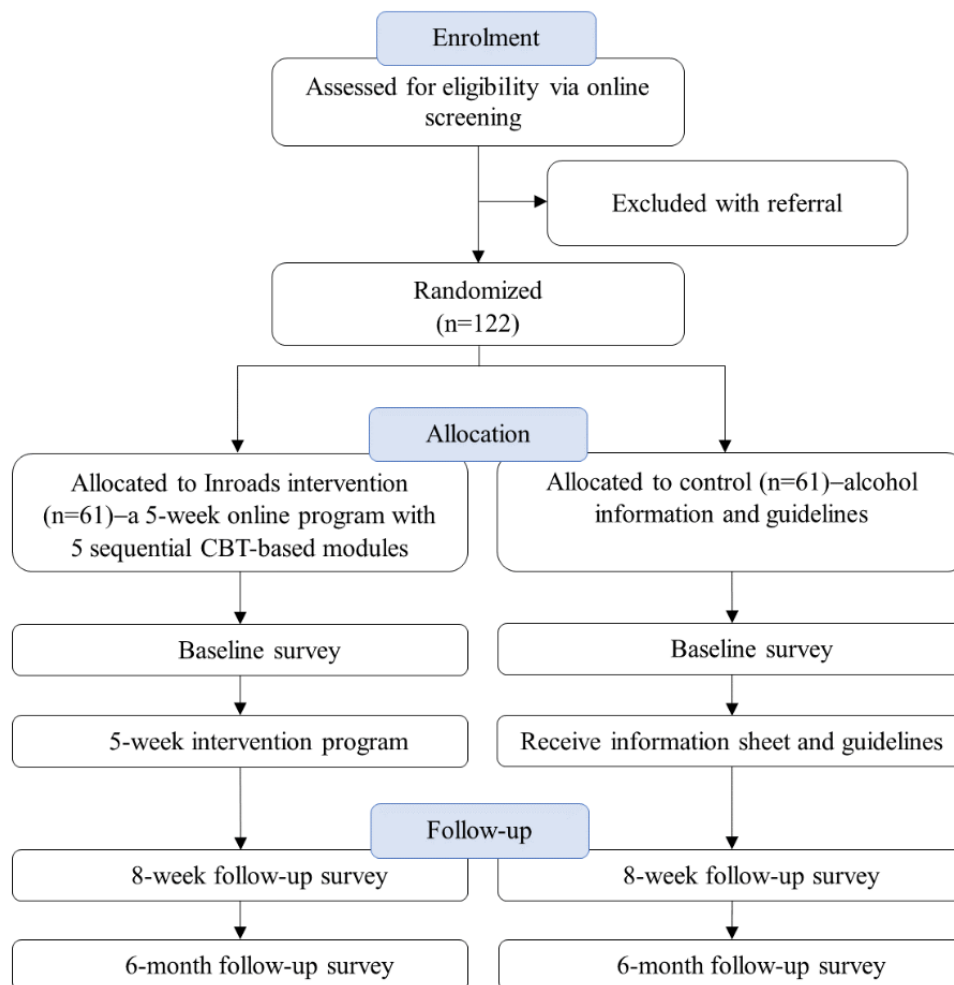 Enrolment
Assessed for eligibility via online
screening
Excluded with referral
Randomized
(n=122)
Allocation
Allocated to Inroads intervention
(n=61)–a 5-week online program with
5 sequential CBT-based modules
Allocated to control (n=61)–alcohol
information and guidelines
Baseline survey
Baseline survey
5-week intervention program
Receive information sheet and guidelines
Follow-up
8-week follow-up survey
8-week follow-up survey
6-month follow-up survey
6-month follow-up survey